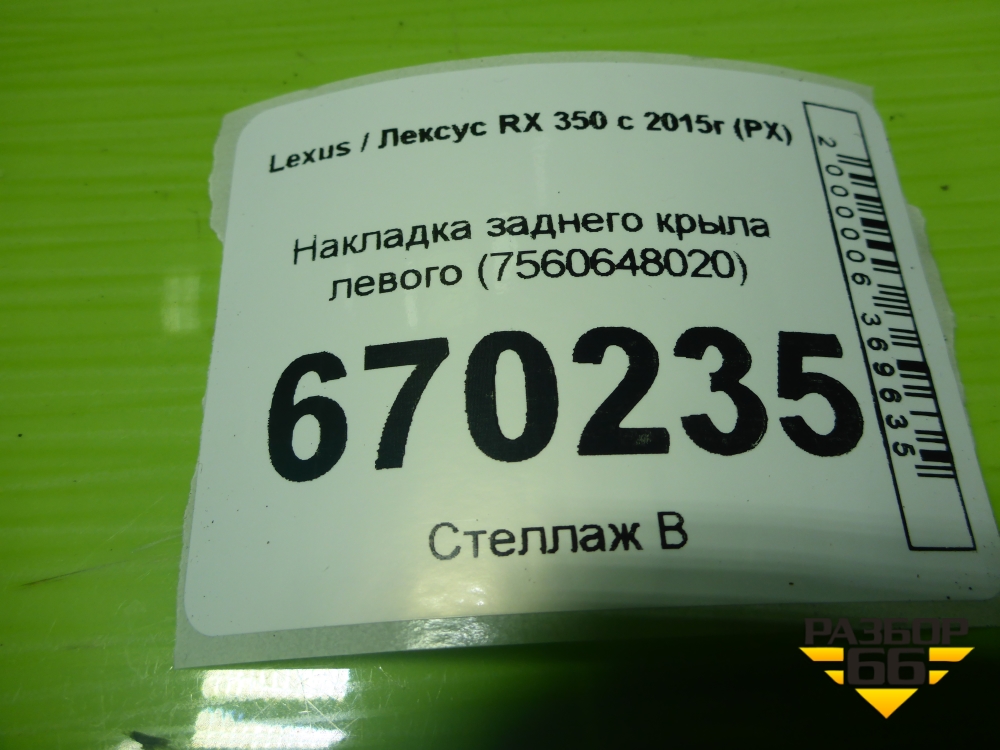 Lexus / Лексус RX 350 с 2015г (РХ)
Накладка заднего крыла
левого (7560648020)
670235
Стеллаж В
2000006369635
РАЗБОР
66